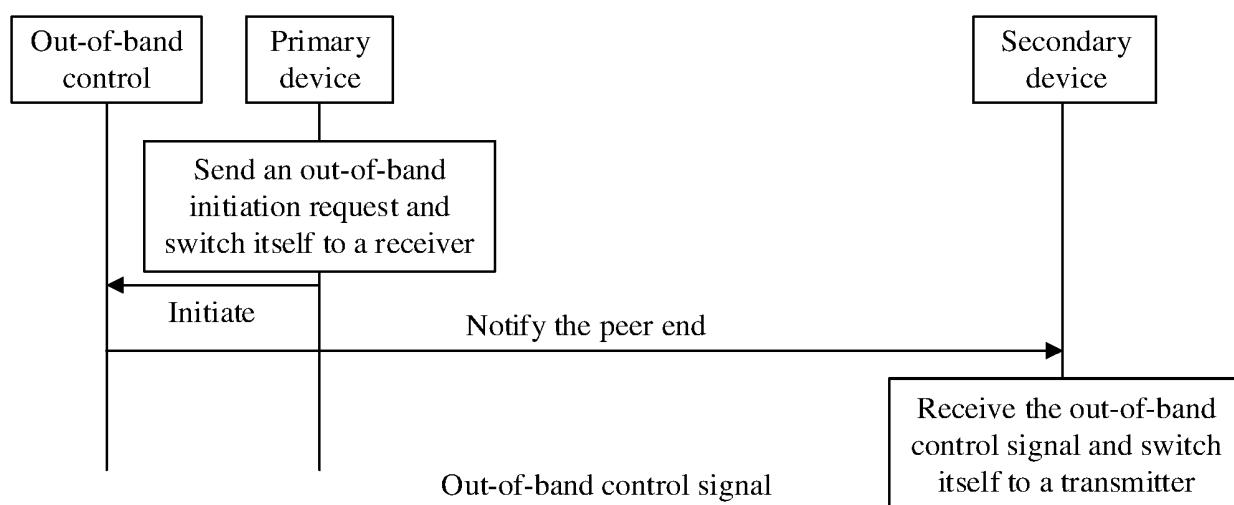 Out-of-band
control
Primary
device
Secondary
device
Send an out-of-band
initiation request and
switch itself to a receiver
Initiate
Notify the peer end
Receive the out-of-band
control signal and switch
itself to a transmitter
Out-of-band control signal